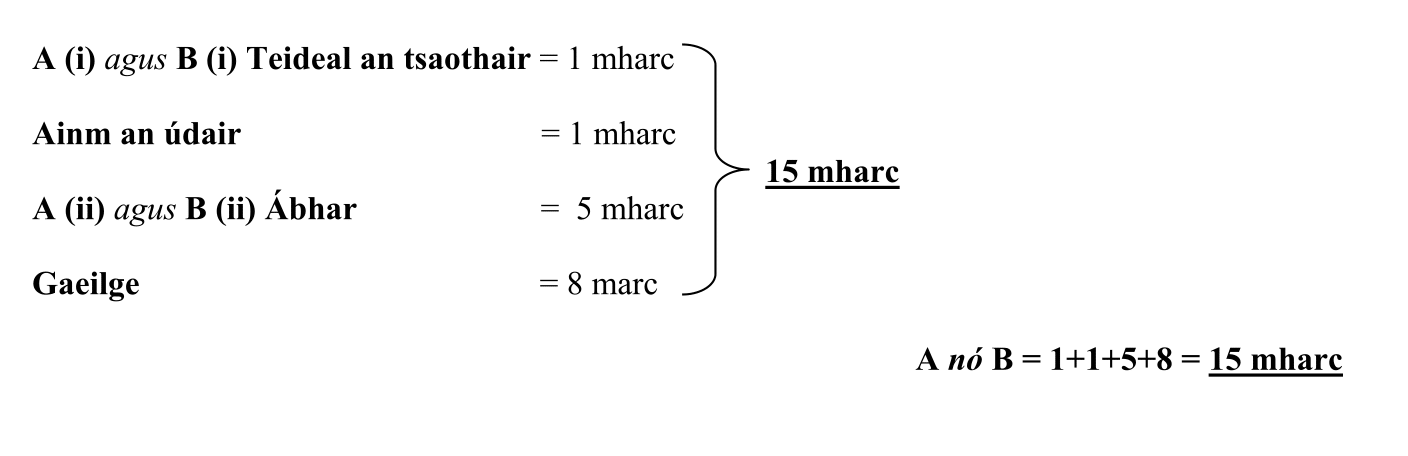 A (i) agus B (i) Teideal an tsaothair = 1 mharc
Ainm an údair = 1 mharc
15 mharc
A (ii) agus B (ii) Ábhar = 5 mharc
Gaeilge = 8 marc
A nó B = 1+1+5+8 = 15 mharc